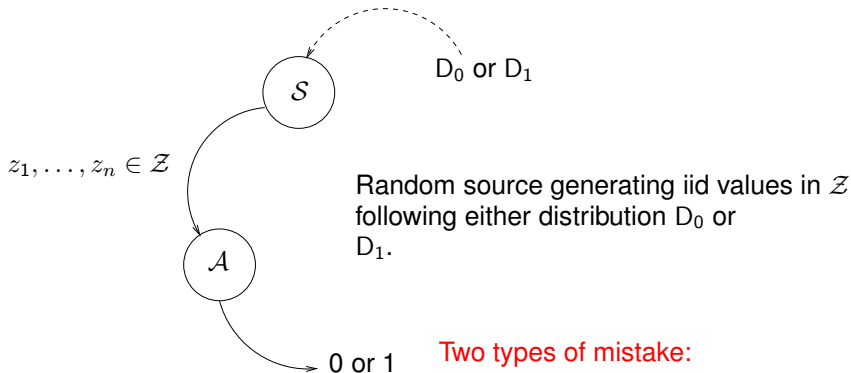 D₀ or D₁
𝒮
z₁, . . . , zₙ ∈ 𝒵
Random source generating iid values in 𝒵
following either distribution D₀ or
D₁.
𝒜
0 or 1
Two types of mistake: